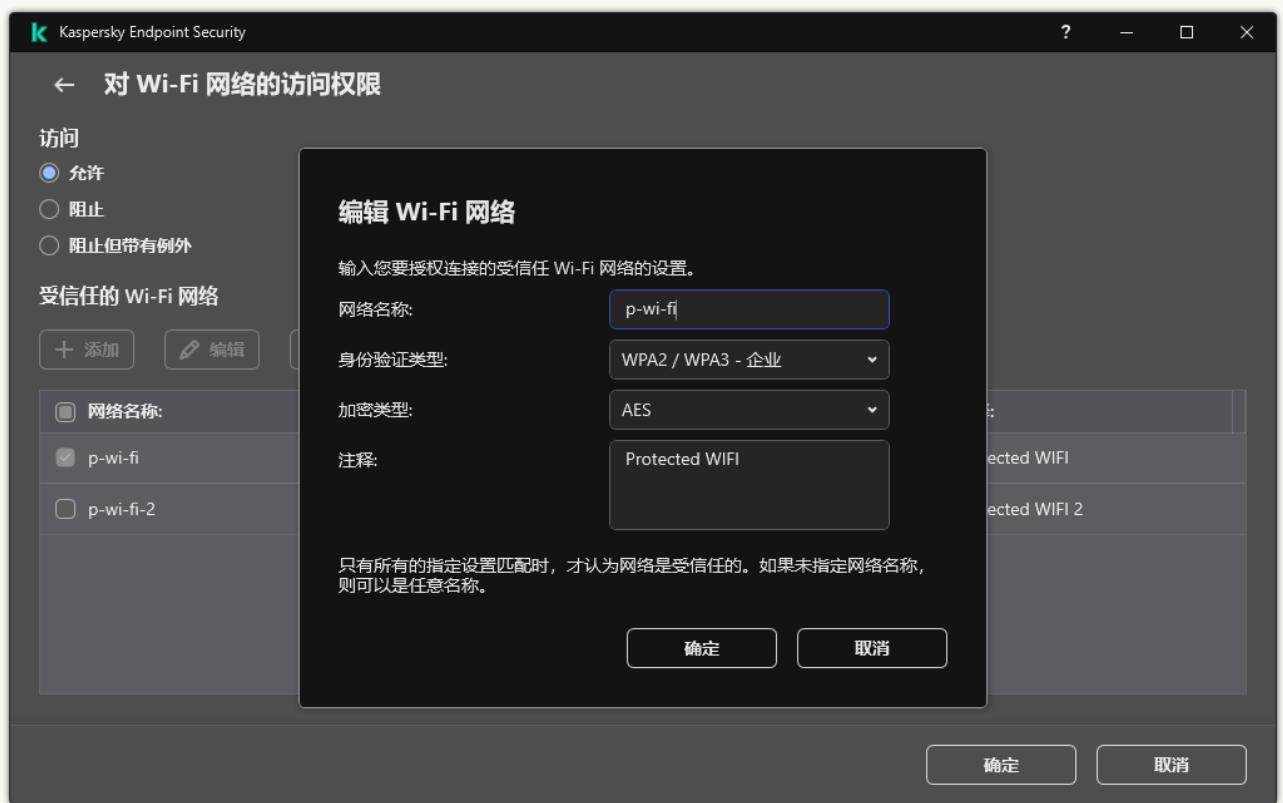 Kaspersky Endpoint Security
?
对 Wi-Fi 网络的访问权限
访问
允许
阻止
阻止但带有例外
受信任的 Wi-Fi 网络
添加
编辑
网络名称:
p-wi-fi
ected WIFI
p-wi-fi-2
ected WIFI 2
编辑 Wi-Fi 网络
输入您要授权连接的受信任 Wi-Fi 网络的设置。
网络名称:
p-wi-fi
身份验证类型:
WPA2 / WPA3 - 企业
加密类型:
AES
注释:
Protected WIFI
只有所有的指定设置匹配时，才认为网络是受信任的。如果未指定网络名称，
则可以是任意名称。
确定
取消
确定
取消